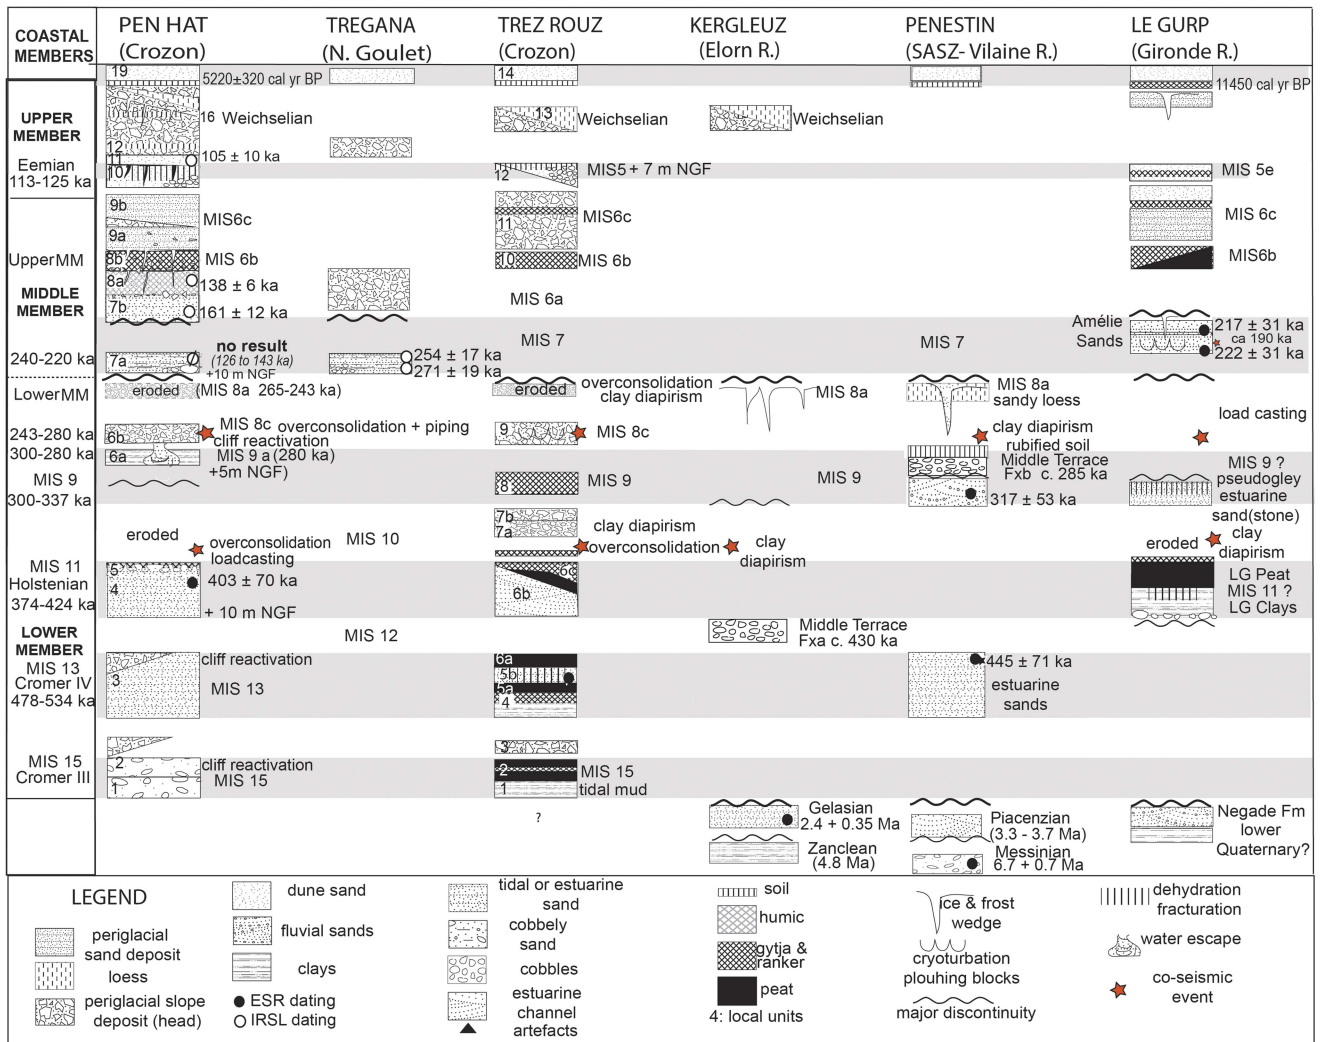 COASTAL
MEMBERS
PEN HAT
(Crozon)
TREGANA
(N. Goulet)
TREZ ROUZ
(Crozon)
KERGLEUZ
(Elorn R.)
PENESTIN
(SASZ- Vilaine R.)
LE GURP
(Gironde R.)
UPPER
MEMBER
Eemian
113-125 ka
UpperMM
MIDDLE
MEMBER
240-220 ka
LowerMM
243-280 ka
300-280 ka
MIS 9
300-337 ka
MIS 11
Holstenian
374-424 ka
LOWER
MEMBER
MIS 13
Cromer IV
478-534 ka
MIS 15
Cromer III
19
5220±320 cal yr BP
16 Weichselian
12
11
105 ± 10 ka
10
9b
MIS6c
9a
8b
MIS 6b
8a
138 ± 6 ka
7b
161 ± 12 ka
no result
(126 to 143 ka)
7a
+10 m NGF
eroded
(MIS 8a 265-243 ka)
MIS 8c overconsolidation + piping
6b
cliff reactivation
6a
MIS 9 a (280 ka)
+5m NGF)
eroded
overconsolidation
loadcasting
5
4
403 ± 70 ka
+ 10 m NGF
cliff reactivation
3
MIS 13
2
cliff reactivation
MIS 15
1
254 ± 17 ka
271 ± 19 ka
MIS 10
MIS 12
14
13
Weichselian
12
MIS5 + 7 m NGF
MIS6c
11
10
MIS 6b
MIS 6a
MIS 7
eroded
overconsolidation
clay diapirism
9
MIS 8c
8
MIS 9
7b
7a
clay diapirism
overconsolidation
6c
6b
6a
5b
5a
4
3
2
MIS 15
1
tidal mud
?
Weichselian
MIS 8a
MIS 9
clay
diapirism
Middle Terrace
Fxa c. 430 ka
Gelasian
2.4 + 0.35 Ma
Zanclean
(4.8 Ma)
MIS 7
MIS 8a
sandy loess
clay diapirism
rubified soil
Middle Terrace
Fxb c. 285 ka
317 ± 53 ka
445 ± 71 ka
estuarine
sands
Piacenzian
(3.3 - 3.7 Ma)
Messinian
6.7 + 0.7 Ma
11450 cal yr BP
MIS 5e
MIS 6c
MIS6b
Amélie
Sands
217 ± 31 ka
ca 190 ka
222 ± 31 ka
load casting
MIS 9 ?
pseudogley
estuarine
sand(stone)
eroded
clay
diapirism
LG Peat
MIS 11 ?
LG Clays
Negade Fm
lower
Quaternary?
LEGEND
periglacial
sand deposit
loess
periglacial slope
deposit (head)
dune sand
fluvial sands
clays
ESR dating
IRSL dating
tidal or estuarine
sand
cobbely
sand
cobbles
estuarine
channel
artefacts
soil
humic
gytja &
ranker
peat
4: local units
ice & frost
wedge
cryoturbation
plouhing blocks
major discontinuity
dehydration
fracturation
water escape
co-seismic
event